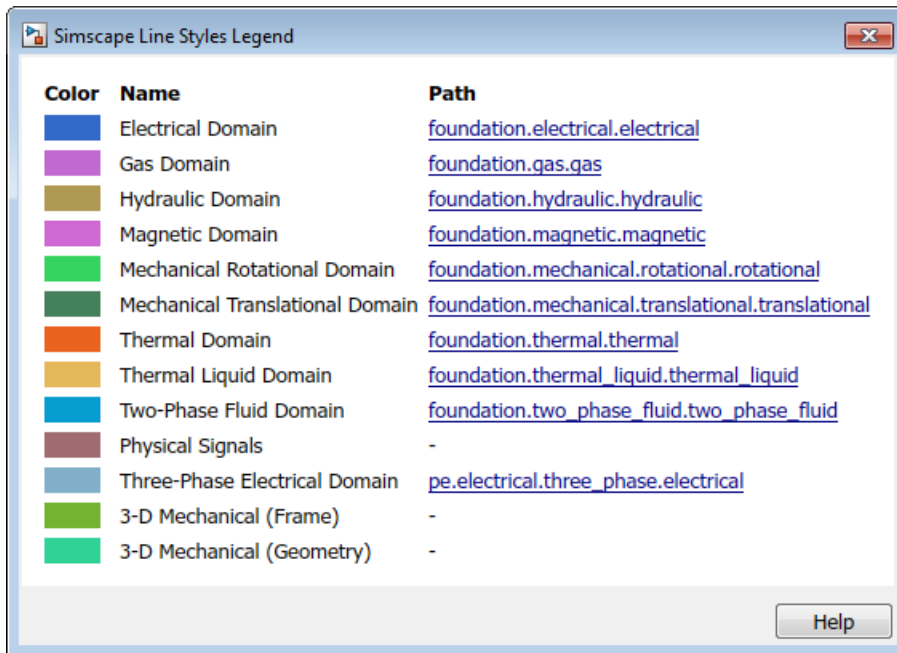 Simscape Line Styles Legend
Color Name Path
Electrical Domain foundation.electrical.electrical
Gas Domain foundation.gas.gas
Hydraulic Domain foundation.hydraulic.hydraulic
Magnetic Domain foundation.magnetic.magnetic
Mechanical Rotational Domain foundation.mechanical.rotational.rotational
Mechanical Translational Domain foundation.mechanical.translational.translational
Thermal Domain foundation.thermal.thermal
Thermal Liquid Domain foundation.thermal_liquid.thermal_liquid
Two-Phase Fluid Domain foundation.two_phase_fluid.two_phase_fluid
Physical Signals -
Three-Phase Electrical Domain pe.electrical.three_phase.electrical
3-D Mechanical (Frame) -
3-D Mechanical (Geometry) -
Help